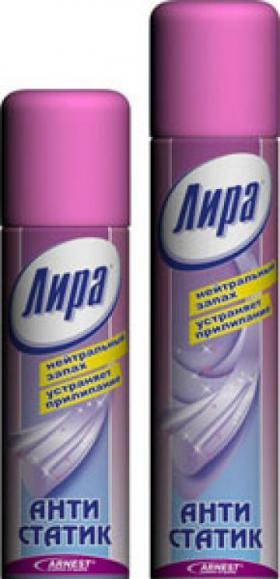 Лира
нейтральный
запах
устраняет
прилипание
АНТИ
СТАТИК
ARNEST
Лира
нейтральный
запах
устраняет
прилипание
АНТИ
СТАТИК
ARNEST